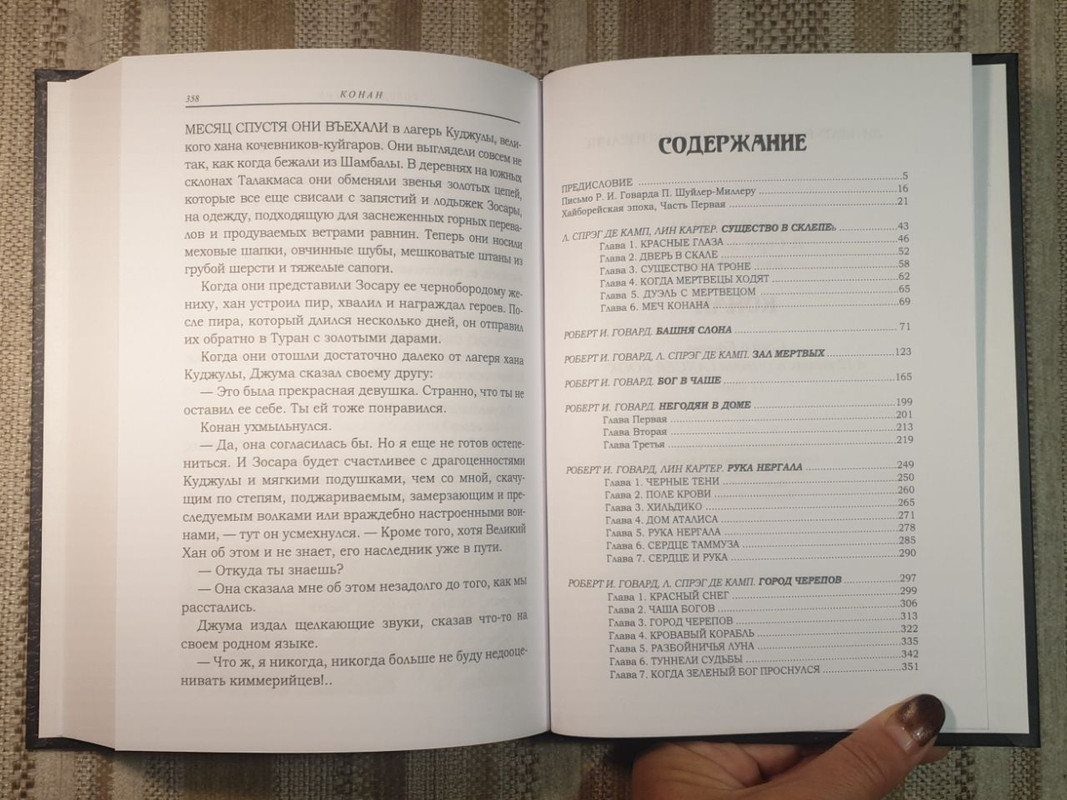 358
КОНАН
МЕСЯЦ СПУСТЯ ОНИ ВЪЕХАЛИ в лагерь Куджулы, вели-
кого хана кочевников-куйгаров. Они выглядели совсем не
так, как когда бежали из Шамбалы. В деревнях на южных
склонах Талакмаса они обменяли звенья золотых цепей,
которые все еще свисали с запястий и лодыжек Зосары,
на одежду, подходящую для заснеженных горных перева-
лов и продуваемых ветрами равнин. Теперь они носили
меховые шапки, овчинные шубы, мешковатые штаны из
грубой шерсти и тяжелые сапоги.
Когда они представили Зосару ее чернобородому же-
ниху, хан устроил пир, хвалил и награждал героев. По-
сле пира, который длился несколько дней, он отправил
их обратно в Туран с золотыми дарами.
Когда они отошли достаточно далеко от лагеря хана
Куджулы, Джума сказал своему другу:
— Это была прекрасная девушка. Странно, что ты не
оставил ее себе. Ты ей тоже понравился.
Конан ухмыльнулся.
— Да, она согласилась бы. Но я еще не готов остепе-
ниться. И Зосара будет счастливее с драгоценностями
Куджулы и мягкими подушками, чем со мной, скачу-
щим по степям, поджариваемым, замерзающим и пре-
следуемым волками или враждебно настроенными вои-
нами, — тут он усмехнулся. — Кроме того, хотя Великий
Хан об этом и не знает, его наследник уже в пути.
— Откуда ты знаешь?
— Она сказала мне об этом незадолго до того, как мы
расстались.
Джума издал щелкающие звуки, сказав что-то на
своем родном языке.
— Что ж, я никогда, никогда больше не буду недооце-
нивать киммерийцев!..
СОДЕРЖАНИЕ
ПРЕДИСЛОВИЕ ..... 5
Письмо Р. И. Говарда П. Шуйлер-Миллеру ..... 16
Хайборейская эпоха, Часть Первая ..... 21
Л. СПРЭГ ДЕ КАМП, ЛИН КАРТЕР. СУЩЕСТВО В СКЛЕПЕ ..... 43
Глава 1. КРАСНЫЕ ГЛАЗА ..... 46
Глава 2. ДВЕРЬ В СКАЛЕ ..... 52
Глава 3. СУЩЕСТВО НА ТРОНЕ ..... 58
Глава 4. КОГДА МЕРТВЕЦЫ ХОДЯТ ..... 62
Глава 5. ДУЭЛЬ С МЕРТВЕЦОМ ..... 65
Глава 6. МЕЧ КОНАНА ..... 69
РОБЕРТ И. ГОВАРД. БАШНЯ СЛОНА ..... 71
РОБЕРТ И. ГОВАРД, Л. СПРЭГ ДЕ КАМП. ЗАЛ МЕРТВЫХ ..... 123
РОБЕРТ И. ГОВАРД. БОГ В ЧАШЕ ..... 165
РОБЕРТ И. ГОВАРД. НЕГОДЯИ В ДОМЕ ..... 199
Глава Первая ..... 201
Глава Вторая ..... 213
Глава Третья ..... 219
РОБЕРТ И. ГОВАРД, ЛИН КАРТЕР. РУКА НЕРГАЛА ..... 249
Глава 1. ЧЕРНЫЕ ТЕНИ ..... 250
Глава 2. ПОЛЕ КРОВИ ..... 260
Глава 3. ХИЛЬДИКО ..... 265
Глава 4. ДОМ АТАЛИСА ..... 271
Глава 5. РУКА НЕРГАЛА ..... 278
Глава 6. СЕРДЦЕ ТАММУЗА ..... 285
Глава 7. СЕРДЦЕ И РУКА ..... 290
РОБЕРТ И. ГОВАРД, Л. СПРЭГ ДЕ КАМП. ГОРОД ЧЕРЕПОВ ..... 297
Глава 1. КРАСНЫЙ СНЕГ ..... 299
Глава 2. ЧАША БОГОВ ..... 306
Глава 3. ГОРОД ЧЕРЕПОВ ..... 313
Глава 4. КРОВАВЫЙ КОРАБЛЬ ..... 322
Глава 5. РАЗБОЙНИЧЬЯ ЛУНА ..... 335
Глава 6. ТУННЕЛИ СУДЬБЫ ..... 342
Глава 7. КОГДА ЗЕЛЕНЫЙ БОГ ПРОСНУЛСЯ ..... 351